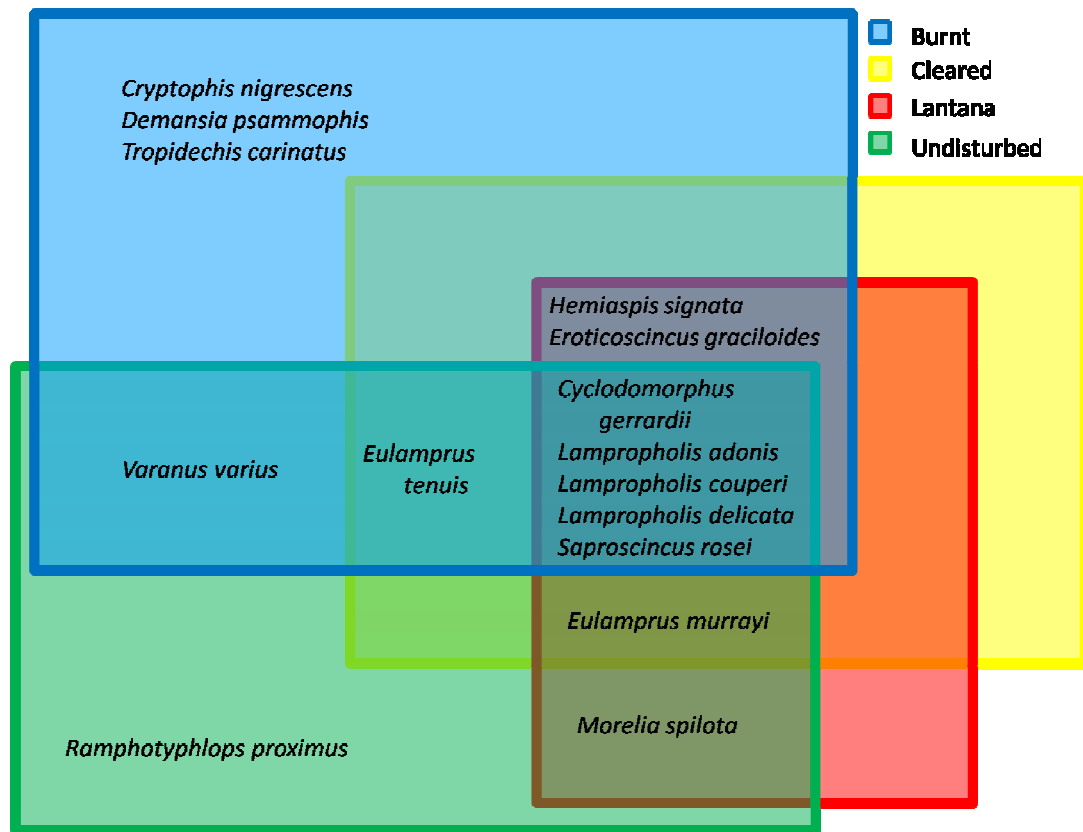 Burnt
Cleared
Lantana
Undisturbed
Cryptophis nigrescens
Demansia psammophis
Tropidechis carinatus
Hemiaspis signata
Eroticoscincus graciloides
Cyclodomorphus
gerrardii
Lampropholis adonis
Lampropholis couperi
Lampropholis delicata
Saproscincus rosei
Eulamprus
tenuis
Varanus varius
Eulamprus murrayi
Morelia spilota
Ramphotyphlops proximus